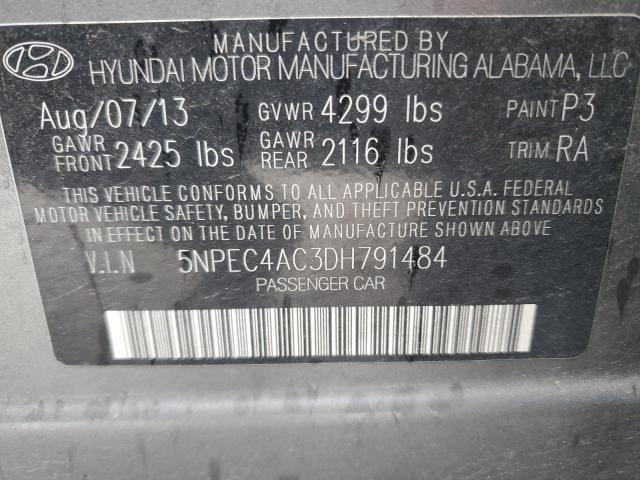 MANUFACTURED BY
HYUNDAI MOTOR MANUFACTURING ALABAMA, LLC
Aug/07/13 GVWR 4299 lbs PAINT P3
GAWR FRONT 2425 lbs GAWR REAR 2116 lbs TRIM RA
THIS VEHICLE CONFORMS TO ALL APPLICABLE U.S.A. FEDERAL
MOTOR VEHICLE SAFETY, BUMPER, AND THEFT PREVENTION STANDARDS
IN EFFECT ON THE DATE OF MANUFACTURE SHOWN ABOVE.
V.I.N 5NPEC4AC3DH791484
PASSENGER CAR